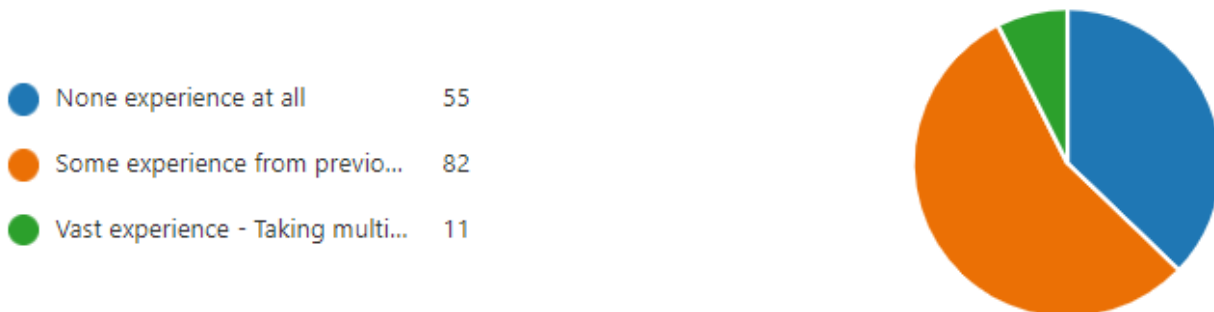 None experience at all 55
Some experience from previo... 82
Vast experience - Taking multi... 11